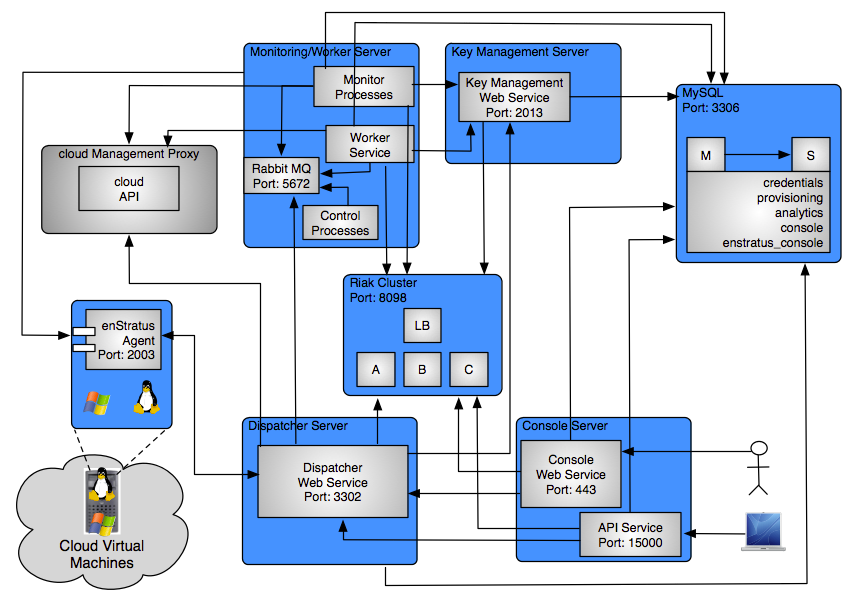 Monitoring/Worker Server
Monitor
Processes
Worker
Service
Rabbit MQ
Port: 5672
Control
Processes
Key Management Server
Key Management
Web Service
Port: 2013
MySQL
Port: 3306
M
S
credentials
provisioning
analytics
console
enstratus_console
cloud Management Proxy
cloud
API
Riak Cluster
Port: 8098
LB
A
B
C
enStratus
Agent
Port: 2003
Dispatcher Server
Dispatcher
Web Service
Port: 3302
Console Server
Console
Web Service
Port: 443
API Service
Port: 15000
Cloud Virtual
Machines